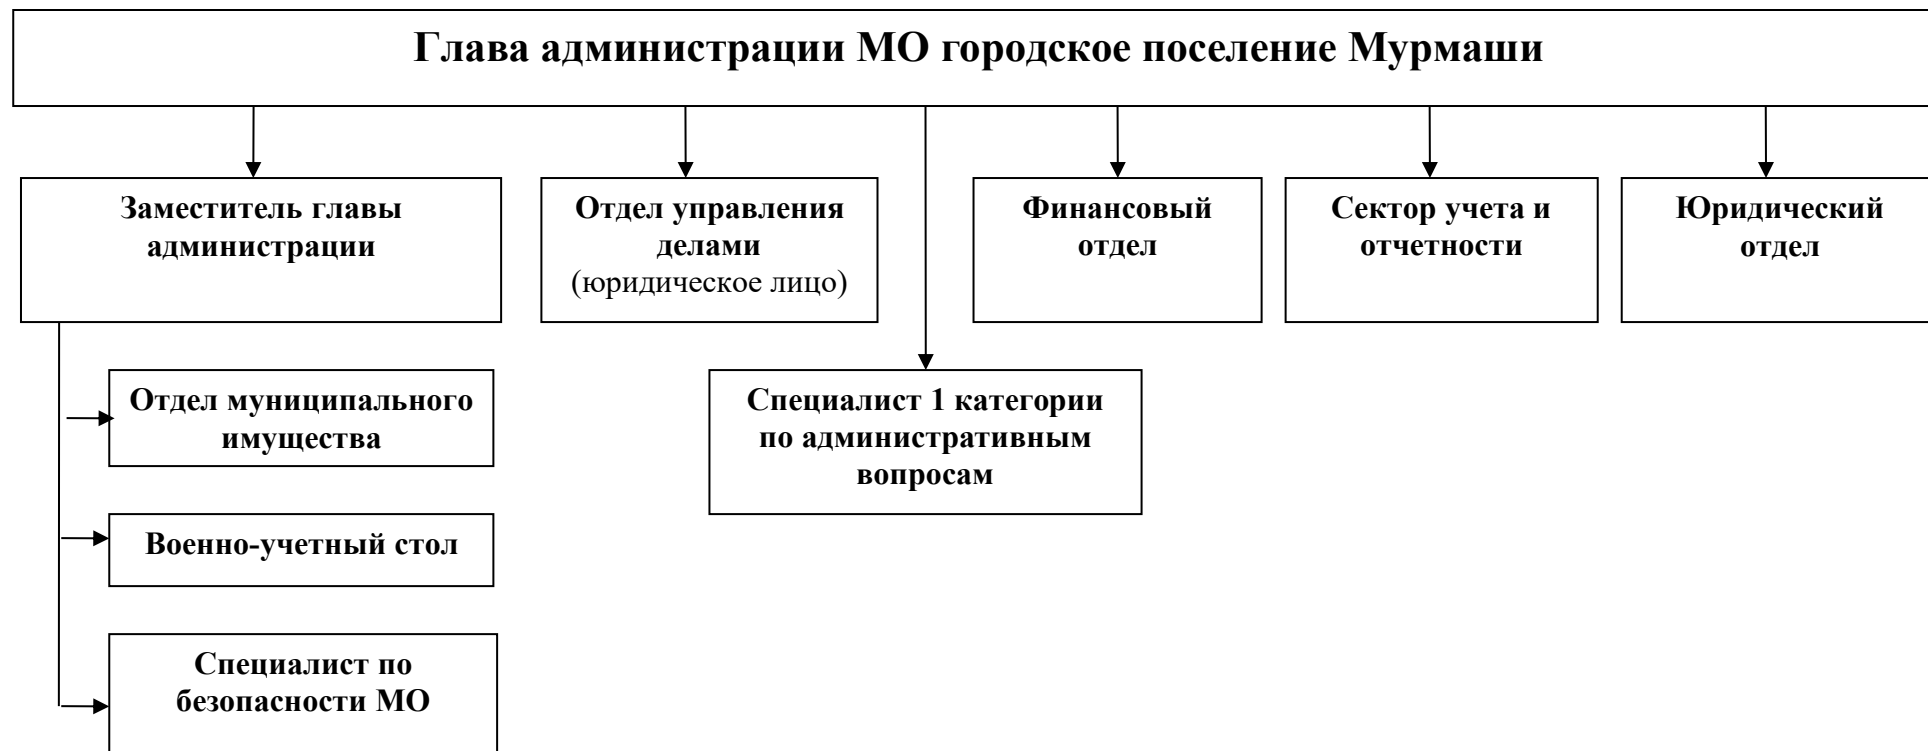 Глава администрации МО городское поселение Мурмаши
Заместитель главы
администрации
Отдел управления
делами
(юридическое лицо)
Финансовый
отдел
Сектор учета и
отчетности
Юридический
отдел
Отдел муниципального
имущества
Специалист 1 категории
по административным
вопросам
Военно-учетный стол
Специалист по
безопасности МО